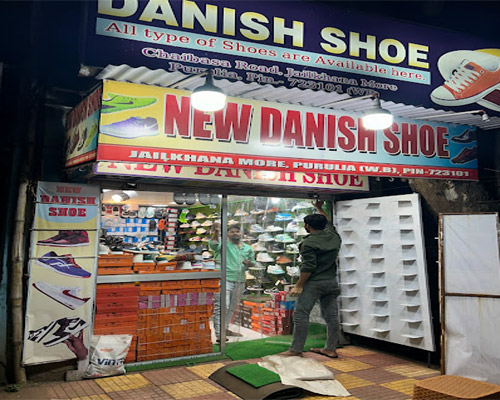 DANISH SHOE
All type of Shoes are Available here.
Chaibasa Road, Jailkhana More
Purulia, Pin.- 723101 (WB)
NEW DANISH SHOE
JAILKHANA MORE, PURULIA (W.B), PIN-723101
NEW DANISH SHOE
NEW
DANISH
SHOE